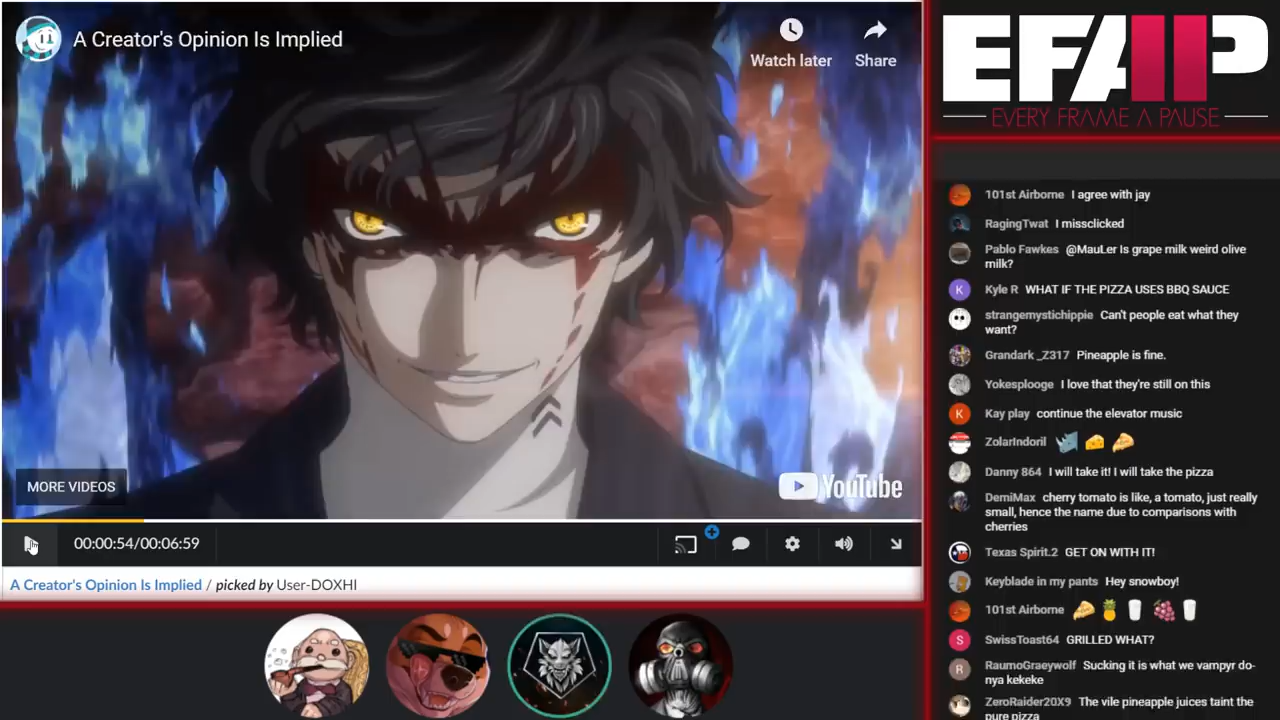 A Creator's Opinion Is Implied
Watch later
Share
MORE VIDEOS
YouTube
00:00:54/00:06:59
A Creator's Opinion Is Implied / picked by User-DOXHI
EFAP
EVERY FRAME A PAUSE
101st Airborne I agree with jay
RagingTwat I missclicked
Pablo Fawkes @MauLer Is grape milk weird olive
milk?
K
Kyle R WHAT IF THE PIZZA USES BBQ SAUCE
strangemystichippie Can't people eat what they
want?
Grandark _Z317 Pineapple is fine.
Yokesplooge I love that they're still on this
K
Kay play continue the elevator music
ZolarIndoril
Danny 864 I will take it! I will take the pizza
DemiMax cherry tomato is like, a tomato, just really
small, hence the name due to comparisons with
cherries
Texas Spirit.2 GET ON WITH IT!
Keyblade in my pants Hey snowboy!
101st Airborne 🍕🍍🥛🍇🥛
S
SwissToast64 GRILLED WHAT?
R
RaumoGraeywolf Sucking it is what we vampyr do-
nya kekeke
ZeroRaider20X9 The vile pineapple juices taint the
pure pizza